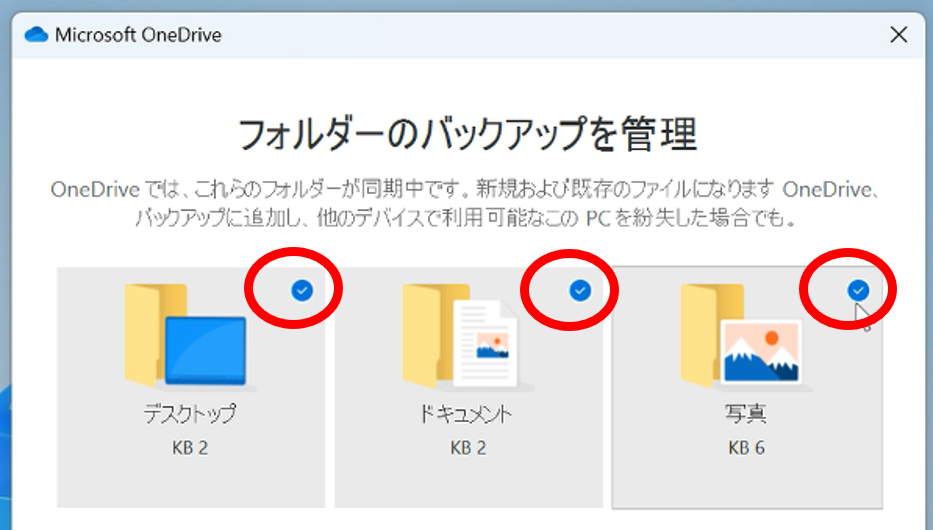 Microsoft OneDrive
フォルダーのバックアップを管理
OneDrive では、これらのフォルダーが同期中です。新規および既存のファイルになります OneDrive、
バックアップに追加し、他のデバイスで利用可能なこの PC を紛失した場合でも。
デスクトップ
KB 2
ドキュメント
KB 2
写真
KB 6